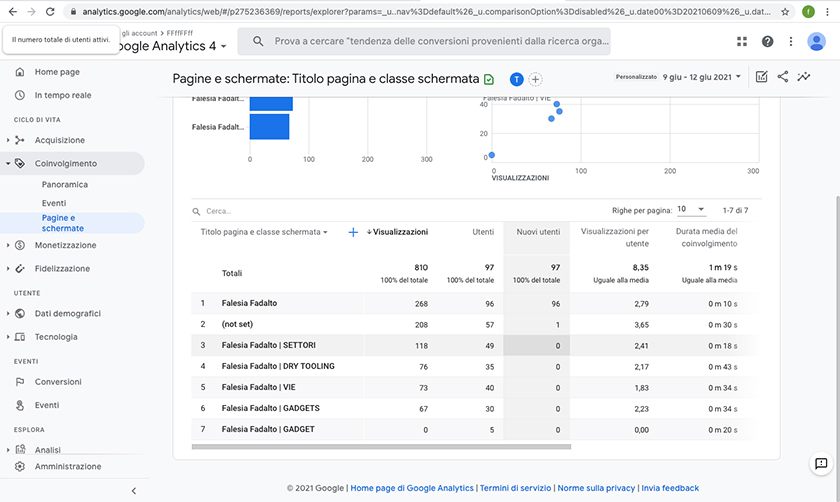 analytics.google.com/analytics/web/#/p275236369/reports/explorer?params=_u..nav%3Ddefault%26_u.comparisonOption%3Ddisabled%26_u.date00%3D20210609%26_u.dat...
Il numero totale di utenti attivi.
gli account > FFffFFff
oogle Analytics 4
Prova a cercare "tendenza delle conversioni provenienti dalla ricerca orga...
Home page
In tempo reale
CICLO DI VITA
Acquisizione
Coinvolgimento
Panoramica
Eventi
Pagine e
schermate
Monetizzazione
Fidelizzazione
UTENTE
Dati demografici
Tecnologia
EVENTI
Conversioni
Eventi
ESPLORA
Analisi
Amministrazione
Pagine e schermate: Titolo pagina e classe schermata
T
Personalizzato 9 giu - 12 giu 2021
Falesia Fadalt...
Falesia Fadalt...
0 100 200 300
Falesia Fadalto | VIE
40
20
0
0 100 200 300
VISUALIZZAZIONI
Cerca...
Righe per pagina: 10 1-7 di 7
Titolo pagina e classe schermata + ↓Visualizzazioni Utenti Nuovi utenti Visualizzazioni per utente Durata media del coinvolgimento
Totali 810 97 97 8,35 1 m 19 s
100% del totale 100% del totale 100% del totale Uguale alla media Uguale alla media
1 Falesia Fadalto 268 96 96 2,79 0 m 10 s
2 (not set) 208 57 1 3,65 0 m 30 s
3 Falesia Fadalto | SETTORI 118 49 0 2,41 0 m 18 s
4 Falesia Fadalto | DRY TOOLING 76 35 0 2,17 0 m 43 s
5 Falesia Fadalto | VIE 73 40 0 1,83 0 m 34 s
6 Falesia Fadalto | GADGETS 67 30 0 2,23 0 m 34 s
7 Falesia Fadalto | GADGET 0 5 0 0,00 0 m 20 s
© 2021 Google | Home page di Google Analytics | Termini di servizio | Norme sulla privacy | Invia feedback